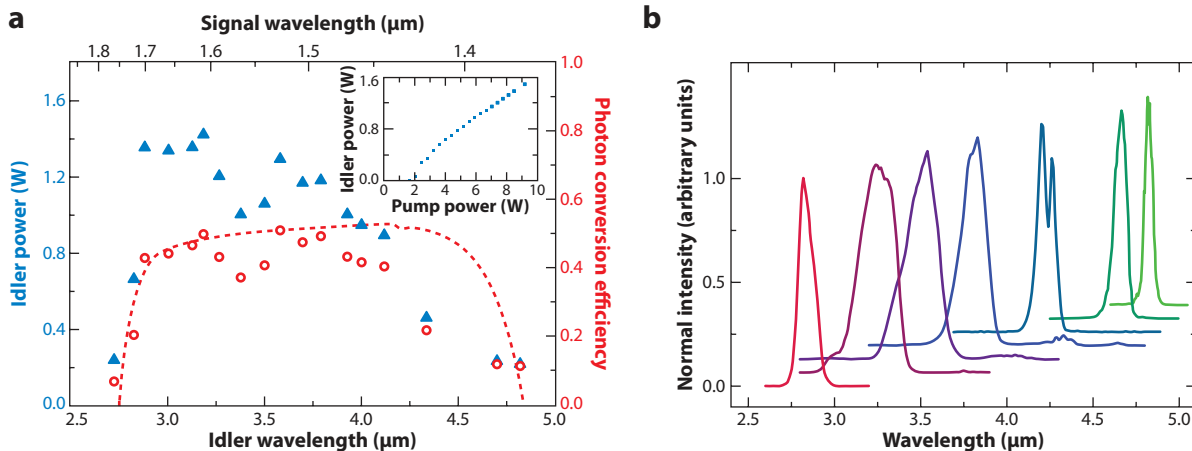 a
Signal wavelength (μm)
1.8
1.7
1.6
1.5
1.4
1.6
1.2
0.8
0.4
0.0
Idler power (W)
1.0
0.8
0.6
0.4
0.2
0.0
Photon conversion efficiency
1.6
0.8
0.0
Idler power (W)
0 2 4 6 8 10
Pump power (W)
2.5 3.0 3.5 4.0 4.5 5.0
Idler wavelength (μm)
b
1.0
0.5
0.0
Normal intensity (arbitrary units)
2.5 3.0 3.5 4.0 4.5 5.0
Wavelength (μm)